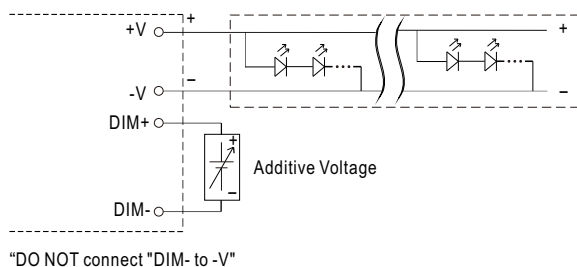 +
+V
+
-V
−
−
DIM+
+
Additive Voltage
−
DIM-
“DO NOT connect "DIM- to -V"